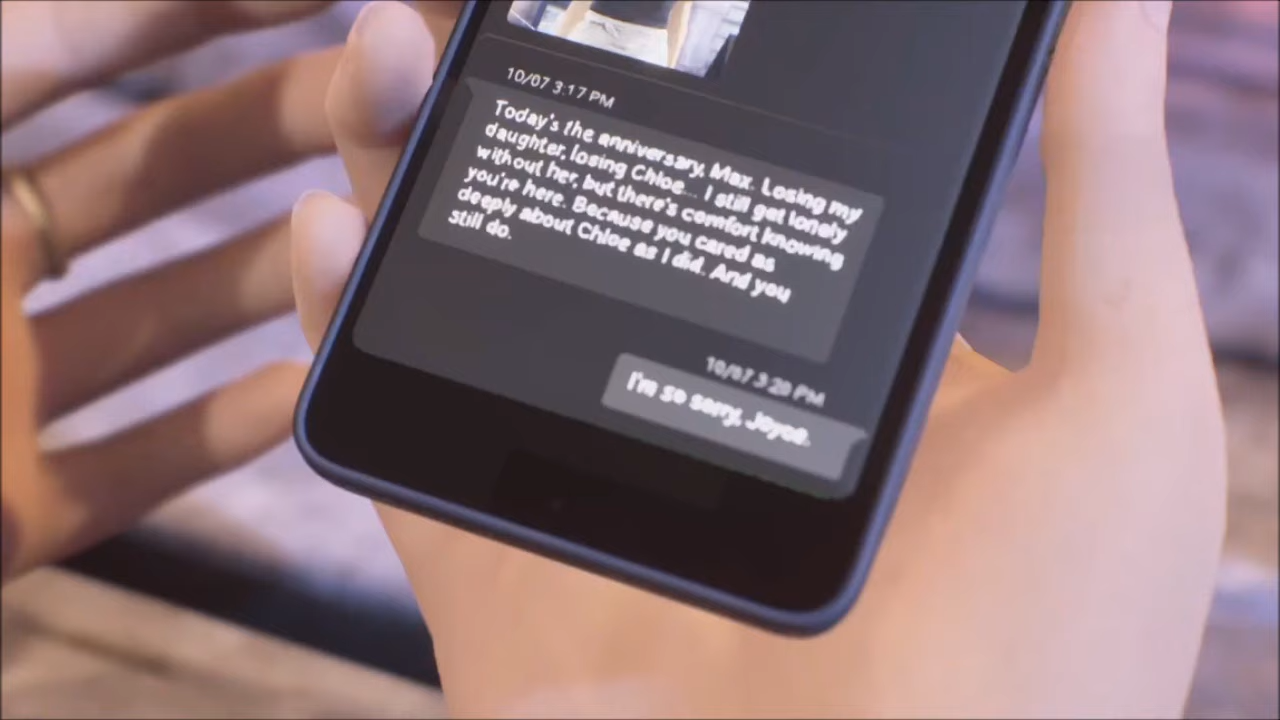 10/07 3:17 PM
Today's the anniversary, Max. Losing my
daughter, losing Chloe... I still get lonely
without her, but there's comfort knowing
you're here. Because you cared as
deeply about Chloe as I did. And you
still do.
10/07 3:20 PM
I'm so sorry, Joyce.